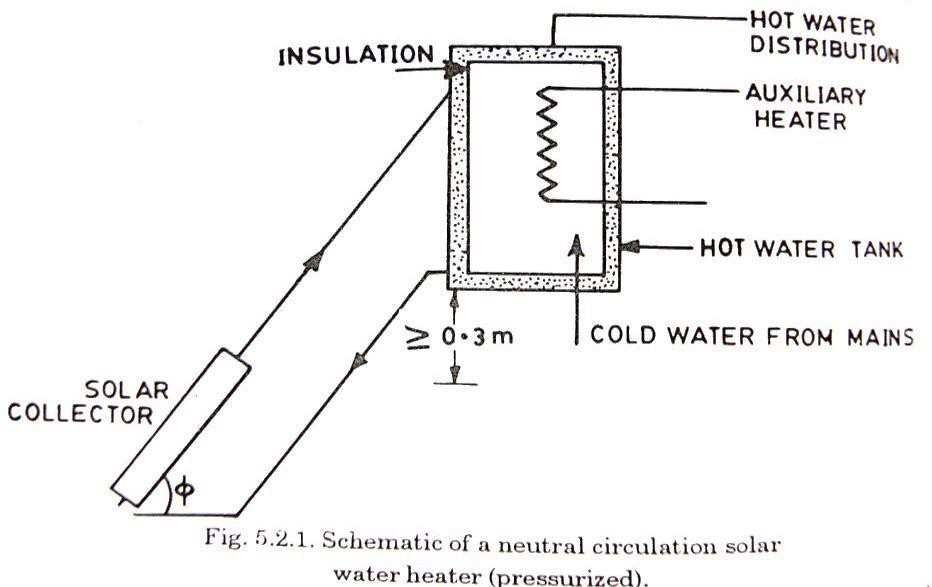 HOT WATER
DISTRIBUTION
INSULATION
AUXILIARY
HEATER
HOT WATER TANK
≥ 0·3m
COLD WATER FROM MAINS
SOLAR
COLLECTOR
ϕ
Fig. 5.2.1. Schematic of a neutral circulation solar
water heater (pressurized).